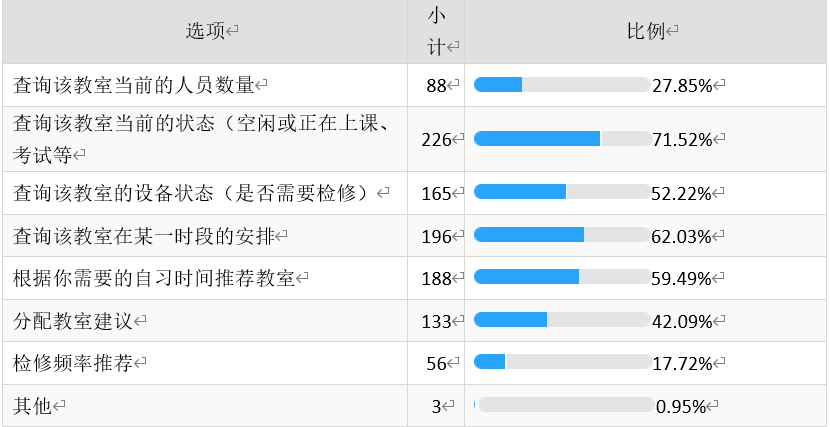 选项 小计 比例
查询该教室当前的人员数量 88 27.85%
查询该教室当前的状态（空闲或正在上课、
考试等 226 71.52%
查询该教室的设备状态（是否需要检修） 165 52.22%
查询该教室在某一时段的安排 196 62.03%
根据你需要的自习时间推荐教室 188 59.49%
分配教室建议 133 42.09%
检修频率推荐 56 17.72%
其他 3 0.95%